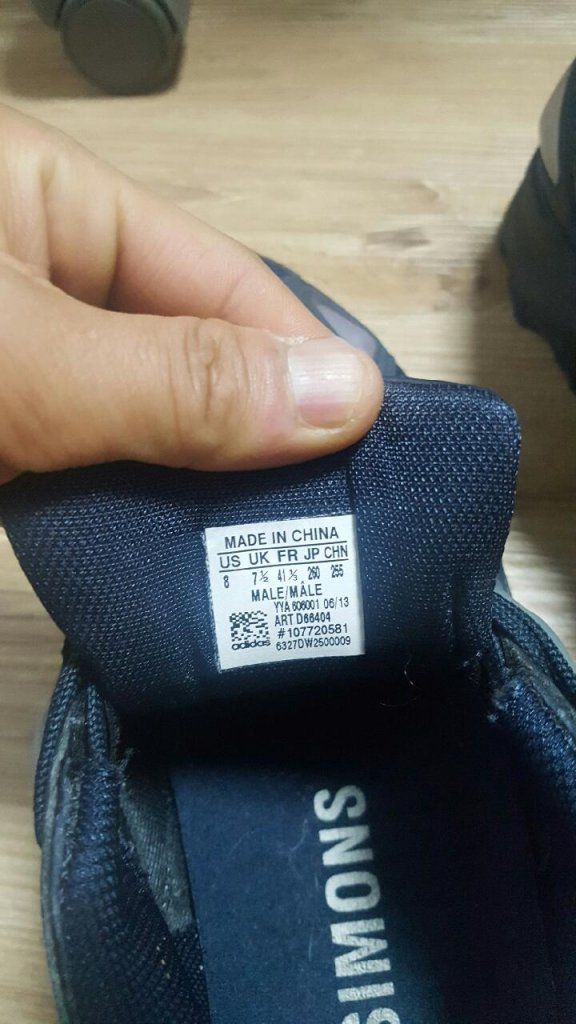 MADE IN CHINA
US UK FR JP CHN
8 7½ 41⅓ 260 255
MALE/MÂLE
YYA 606001 06/13
ART D66404
#107720581
adidas 6327DW2500009
SIMONS